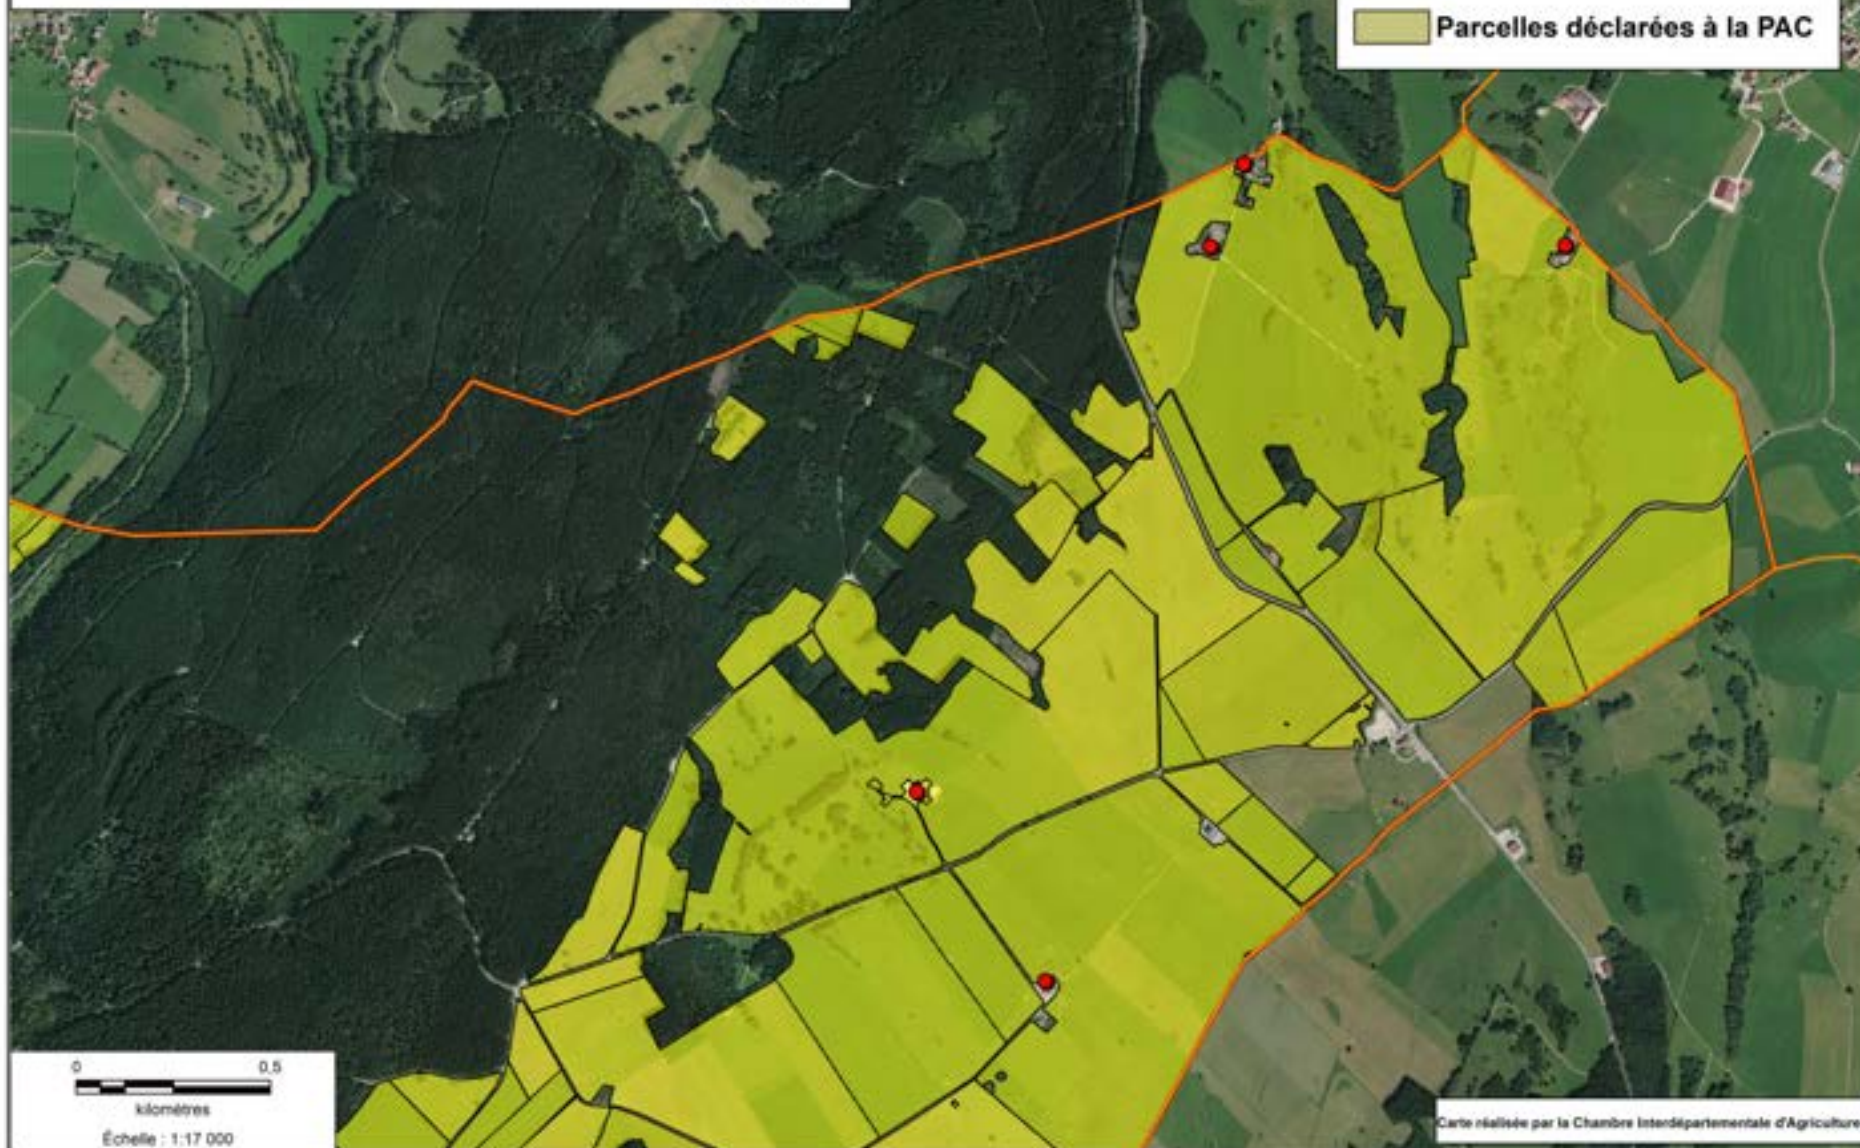 Parcelles déclarées à la PAC
0 0,5
kilomètres
Échelle : 1:17 000
Carte réalisée par la Chambre Interdépartementale d'Agriculture